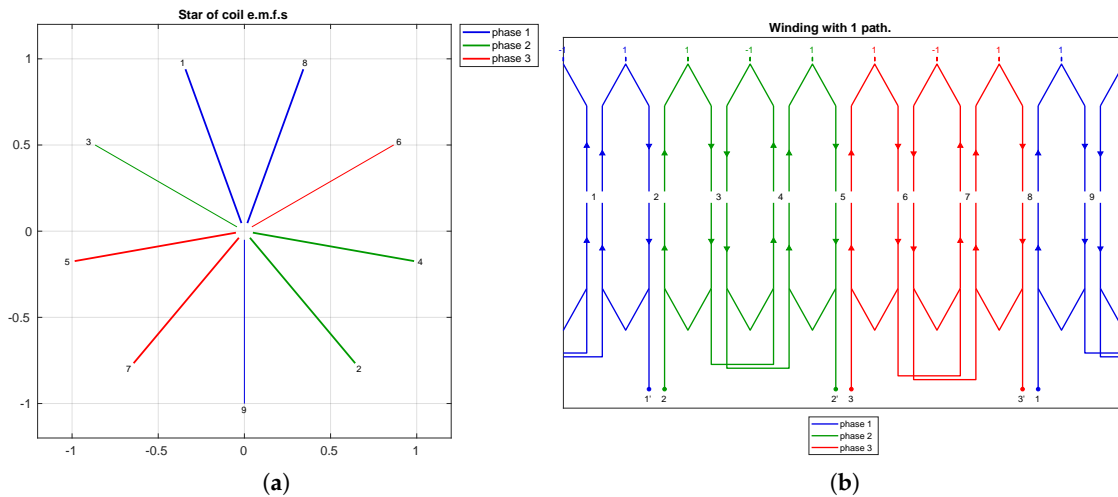 Star of coil e.m.f.s
phase 1
phase 2
phase 3
1
0.5
0
-0.5
-1
-1
-0.5
0
0.5
1
1
8
3
6
5
4
7
2
9
(a)
Winding with 1 path.
-1 1 1 -1 1 1 -1 1 1
1 2 3 4 5 6 7 8 9
1' 2 2' 3 3' 1
phase 1
phase 2
phase 3
(b)